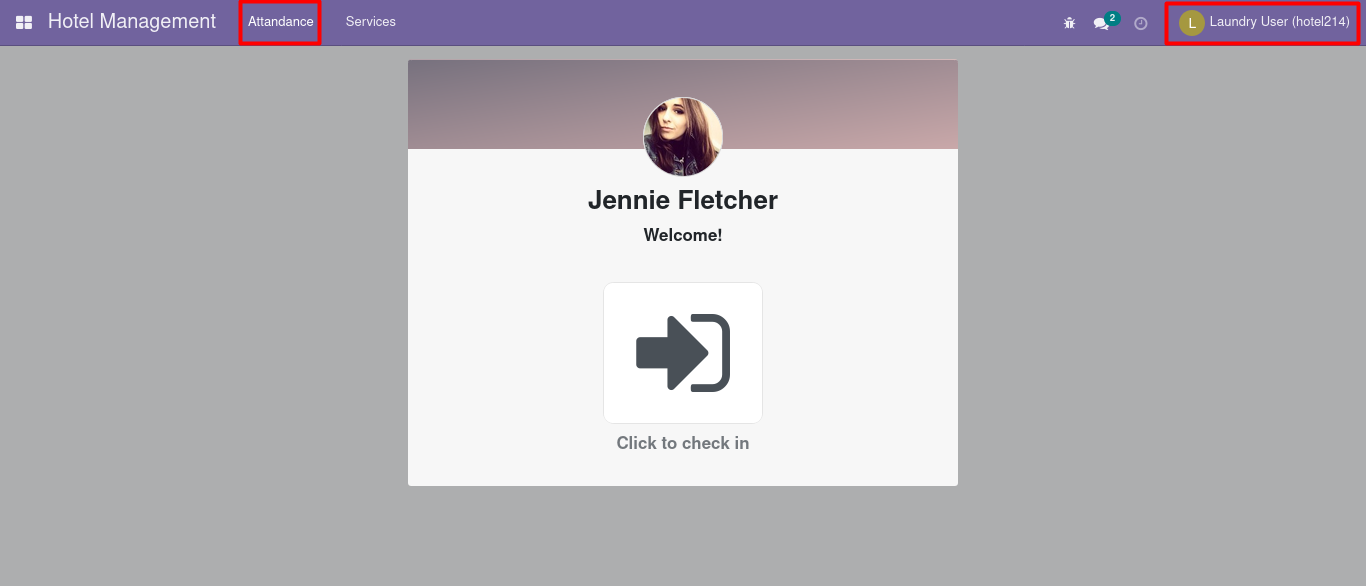 Hotel Management Attandance Services 2 L Laundry User (hotel214)
Jennie Fletcher
Welcome!
Click to check in